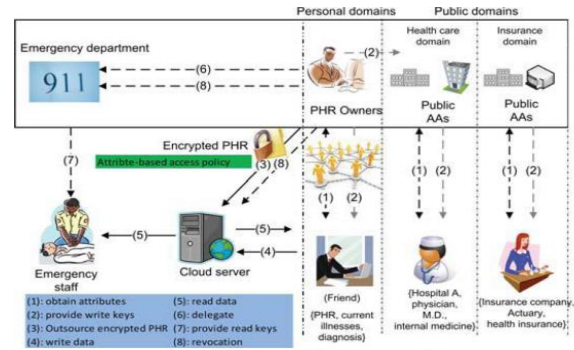 Personal domains
Public domains
Emergency department
911
(6)
(8)
(2)
PHR Owners
Health care
domain
Public
AAs
Insurance
domain
Public
AAs
Encrypted PHR
Attribte-based access policy
(7)
(3)
(8)
(1)
(2)
(1)
(2)
(1)
(2)
(5)
(5)
(4)
Emergency
staff
Cloud server
(Friend)
{PHR, current
illnesses,
diagnosis}
{Hospital A,
physician,
M.D.,
internal medicine}
{Insurance company,
Actuary,
health insurance}
(1): obtain attributes
(2): provide write keys
(3): Outsource encrypted PHR
(4): write data
(5): read data
(6): delegate
(7): provide read keys
(8): revocation